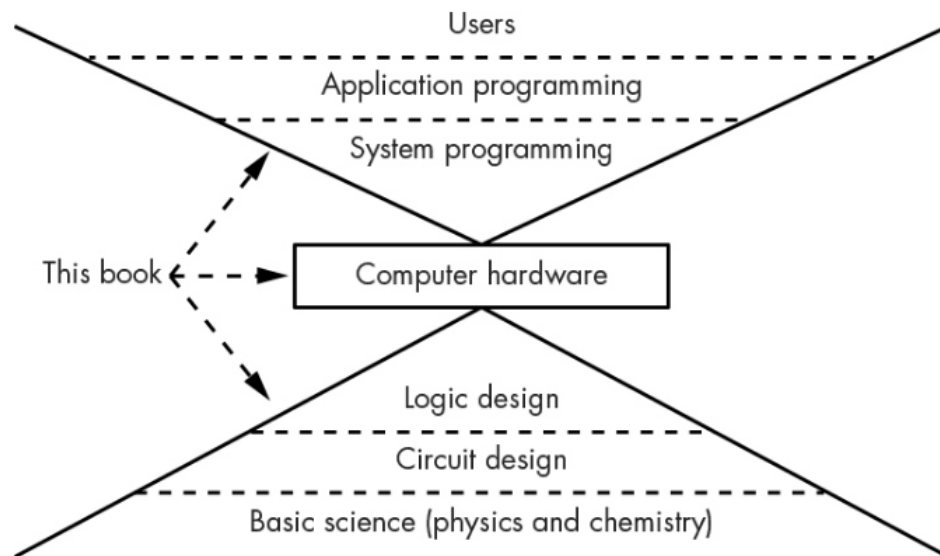 Users
Application programming
System programming
This book
Computer hardware
Logic design
Circuit design
Basic science (physics and chemistry)